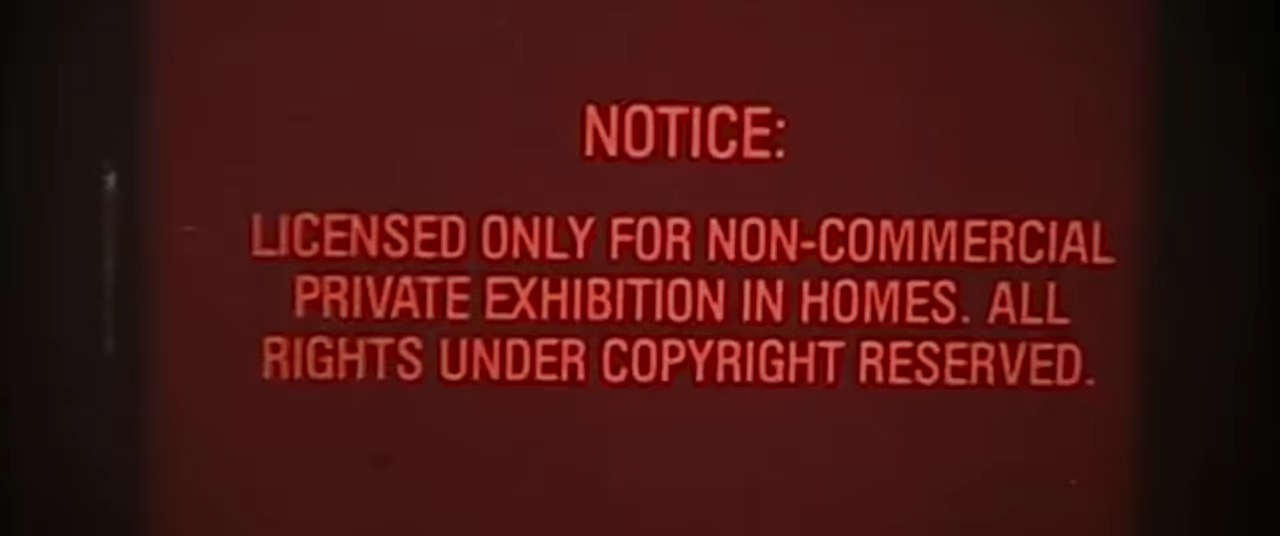 NOTICE:
LICENSED ONLY FOR NON-COMMERCIAL
PRIVATE EXHIBITION IN HOMES. ALL
RIGHTS UNDER COPYRIGHT RESERVED.